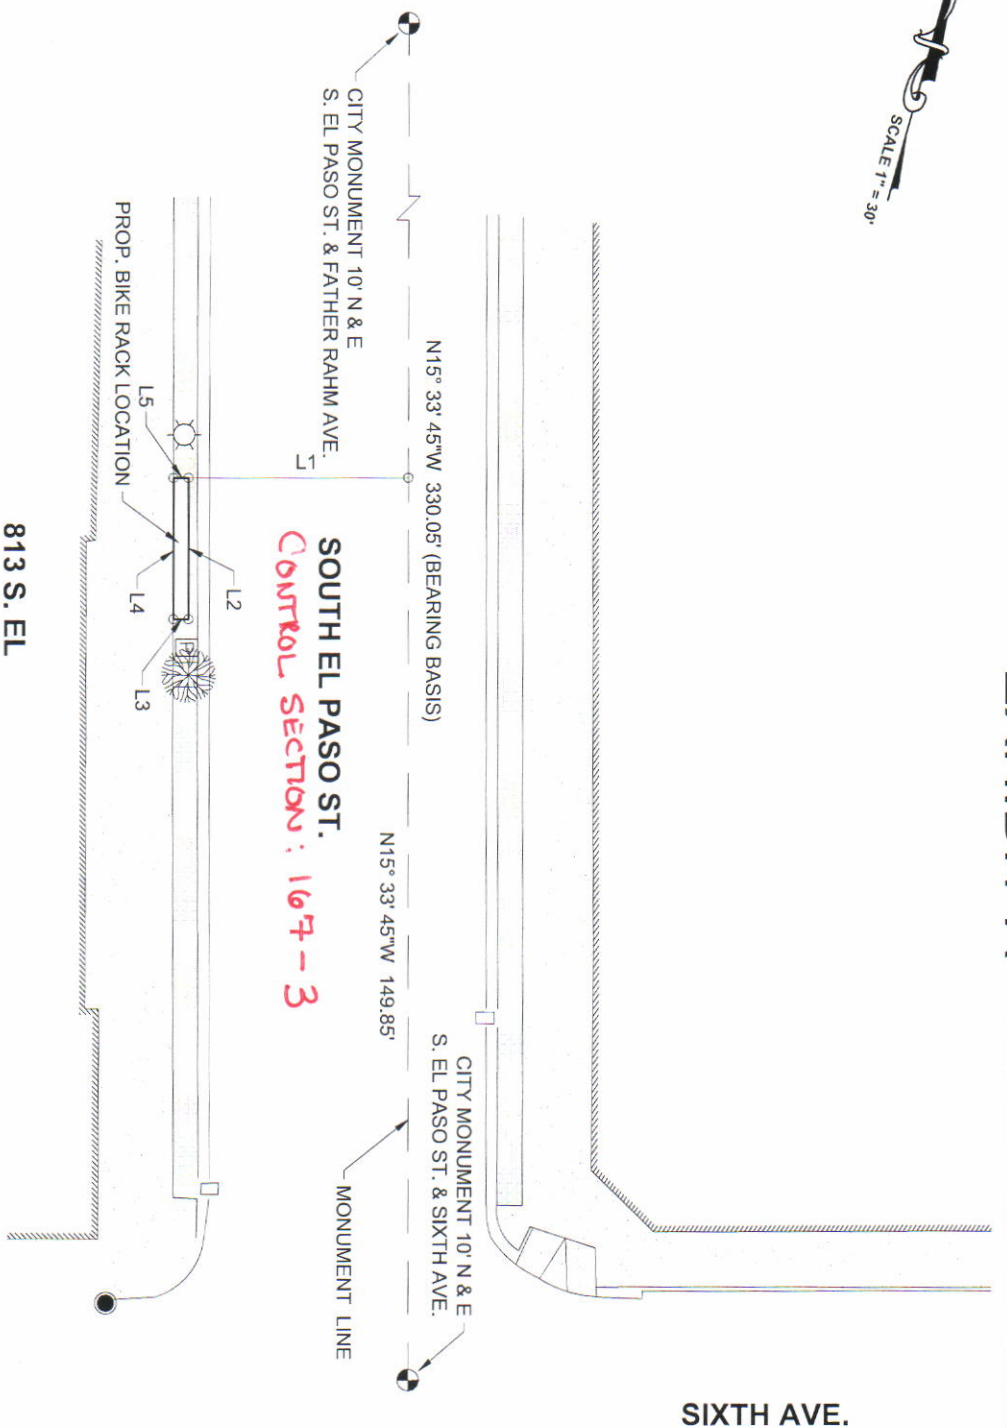 SCALE 1" = 30'
CITY MONUMENT 10' N & E
S. EL PASO ST. & FATHER RAHM AVE.
N15° 33' 45"W 330.05' (BEARING BASIS)
PROP. BIKE RACK LOCATION
L5
L1
L2
L4
L3
P
SOUTH EL PASO ST.
CONTROL SECTION: 167-3
N15° 33' 45"W 149.85'
CITY MONUMENT 10' N & E
S. EL PASO ST. & SIXTH AVE.
MONUMENT LINE
813 S. EL
SIXTH AVE.